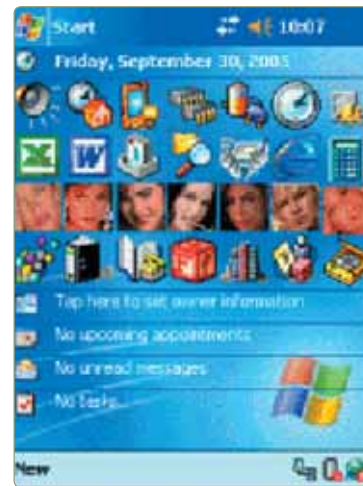 Start 10:07
Friday, September 30, 2005
Tap here to set owner information
No upcoming appointments
No unread messages
No tasks
New